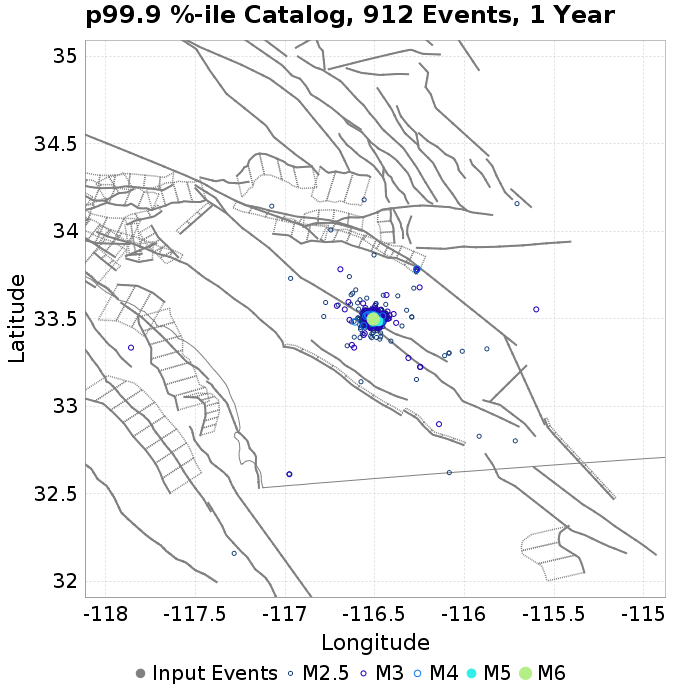 p99.9 %-ile Catalog, 912 Events, 1 Year
35
34.5
34
33.5
33
32.5
32
Latitude
-118
-117.5
-117
-116.5
-116
-115.5
-115
Longitude
Input Events
M2.5
M3
M4
M5
M6